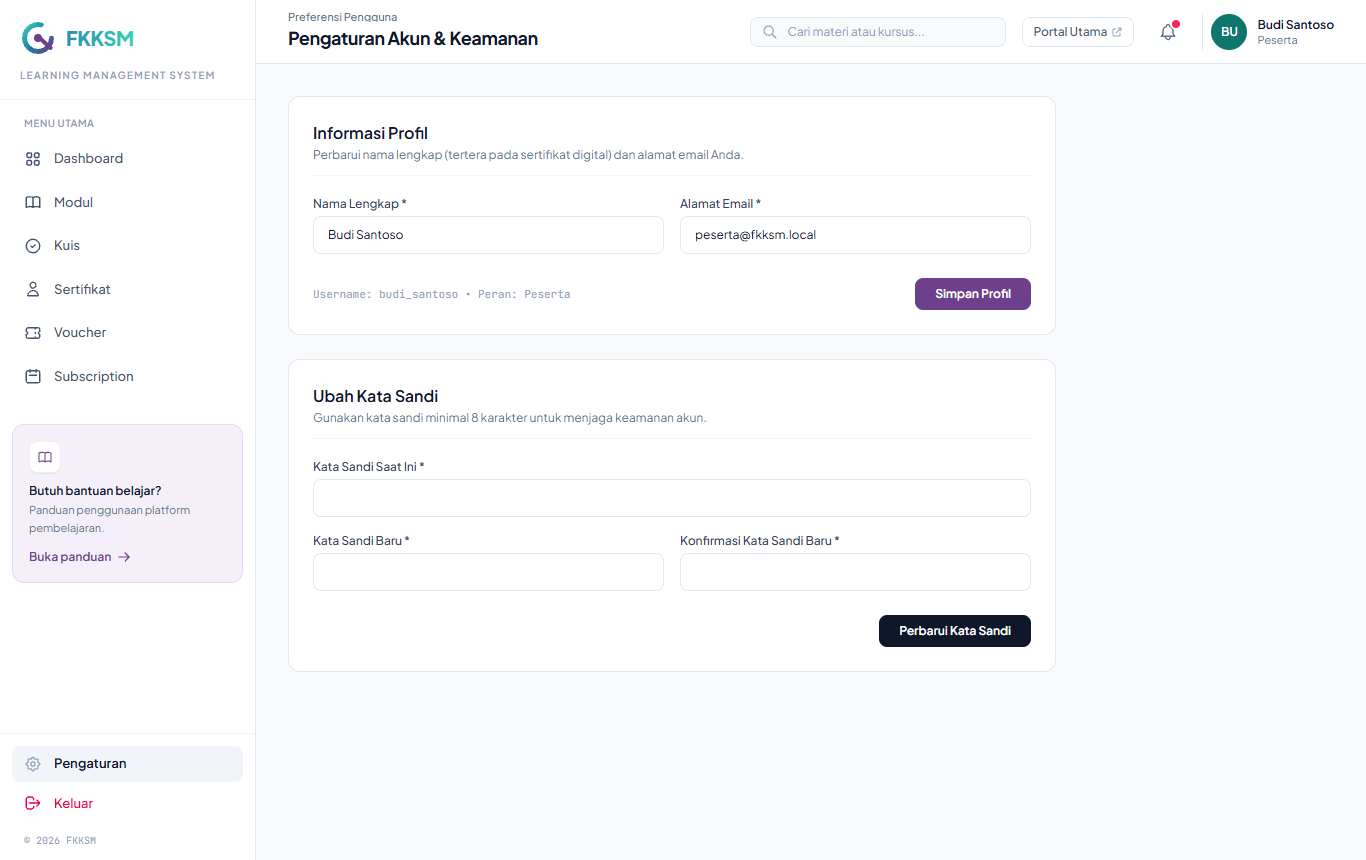 FKKSM
LEARNING MANAGEMENT SYSTEM
MENU UTAMA
Dashboard
Modul
Kuis
Sertifikat
Voucher
Subscription
Butuh bantuan belajar?
Panduan penggunaan platform
pembelajaran.
Buka panduan →
Pengaturan
Keluar
© 2026 FKKSM
Preferensi Pengguna
Pengaturan Akun & Keamanan
Cari materi atau kursus...
Portal Utama
BU
Budi Santoso
Peserta
Informasi Profil
Perbarui nama lengkap (tertera pada sertifikat digital) dan alamat email Anda.
Nama Lengkap *
Alamat Email *
Budi Santoso
peserta@fkksm.local
Username: budi_santoso • Peran: Peserta
Simpan Profil
Ubah Kata Sandi
Gunakan kata sandi minimal 8 karakter untuk menjaga keamanan akun.
Kata Sandi Saat Ini *
Kata Sandi Baru *
Konfirmasi Kata Sandi Baru *
Perbarui Kata Sandi